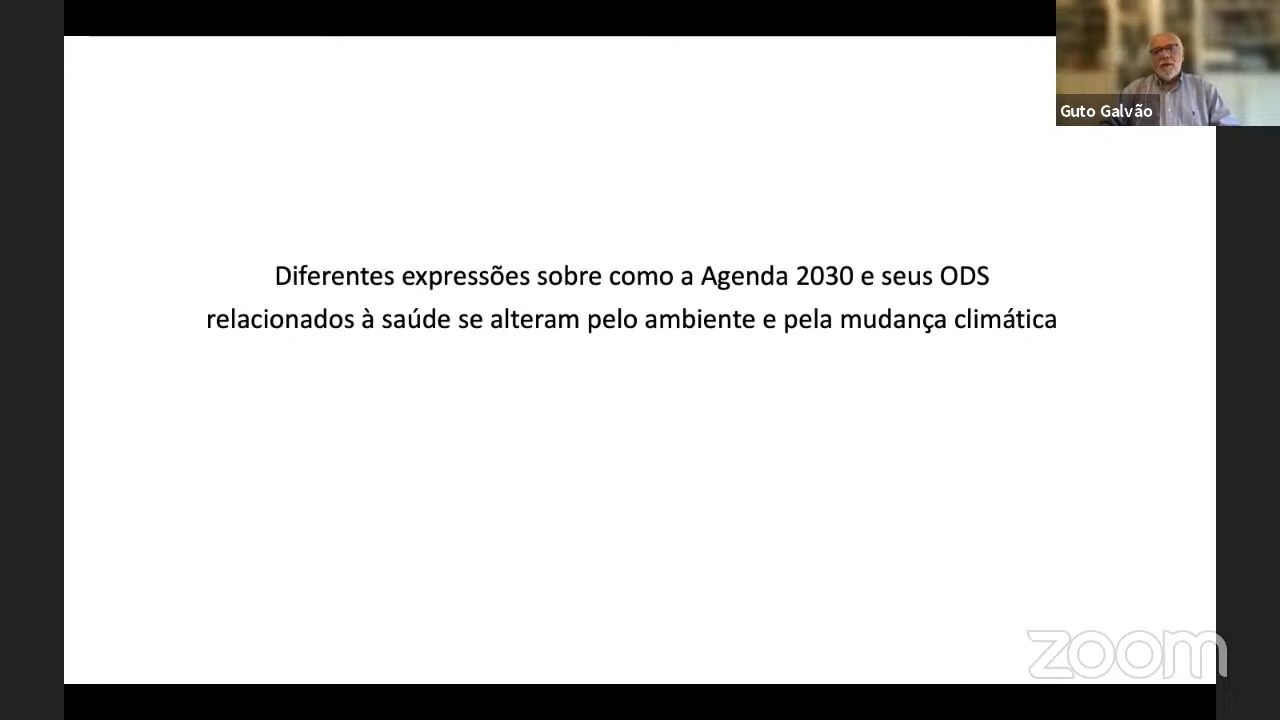 Guto Galvão
Diferentes expressões sobre como a Agenda 2030 e seus ODS
relacionados à saúde se alteram pelo ambiente e pela mudança climática
zoom